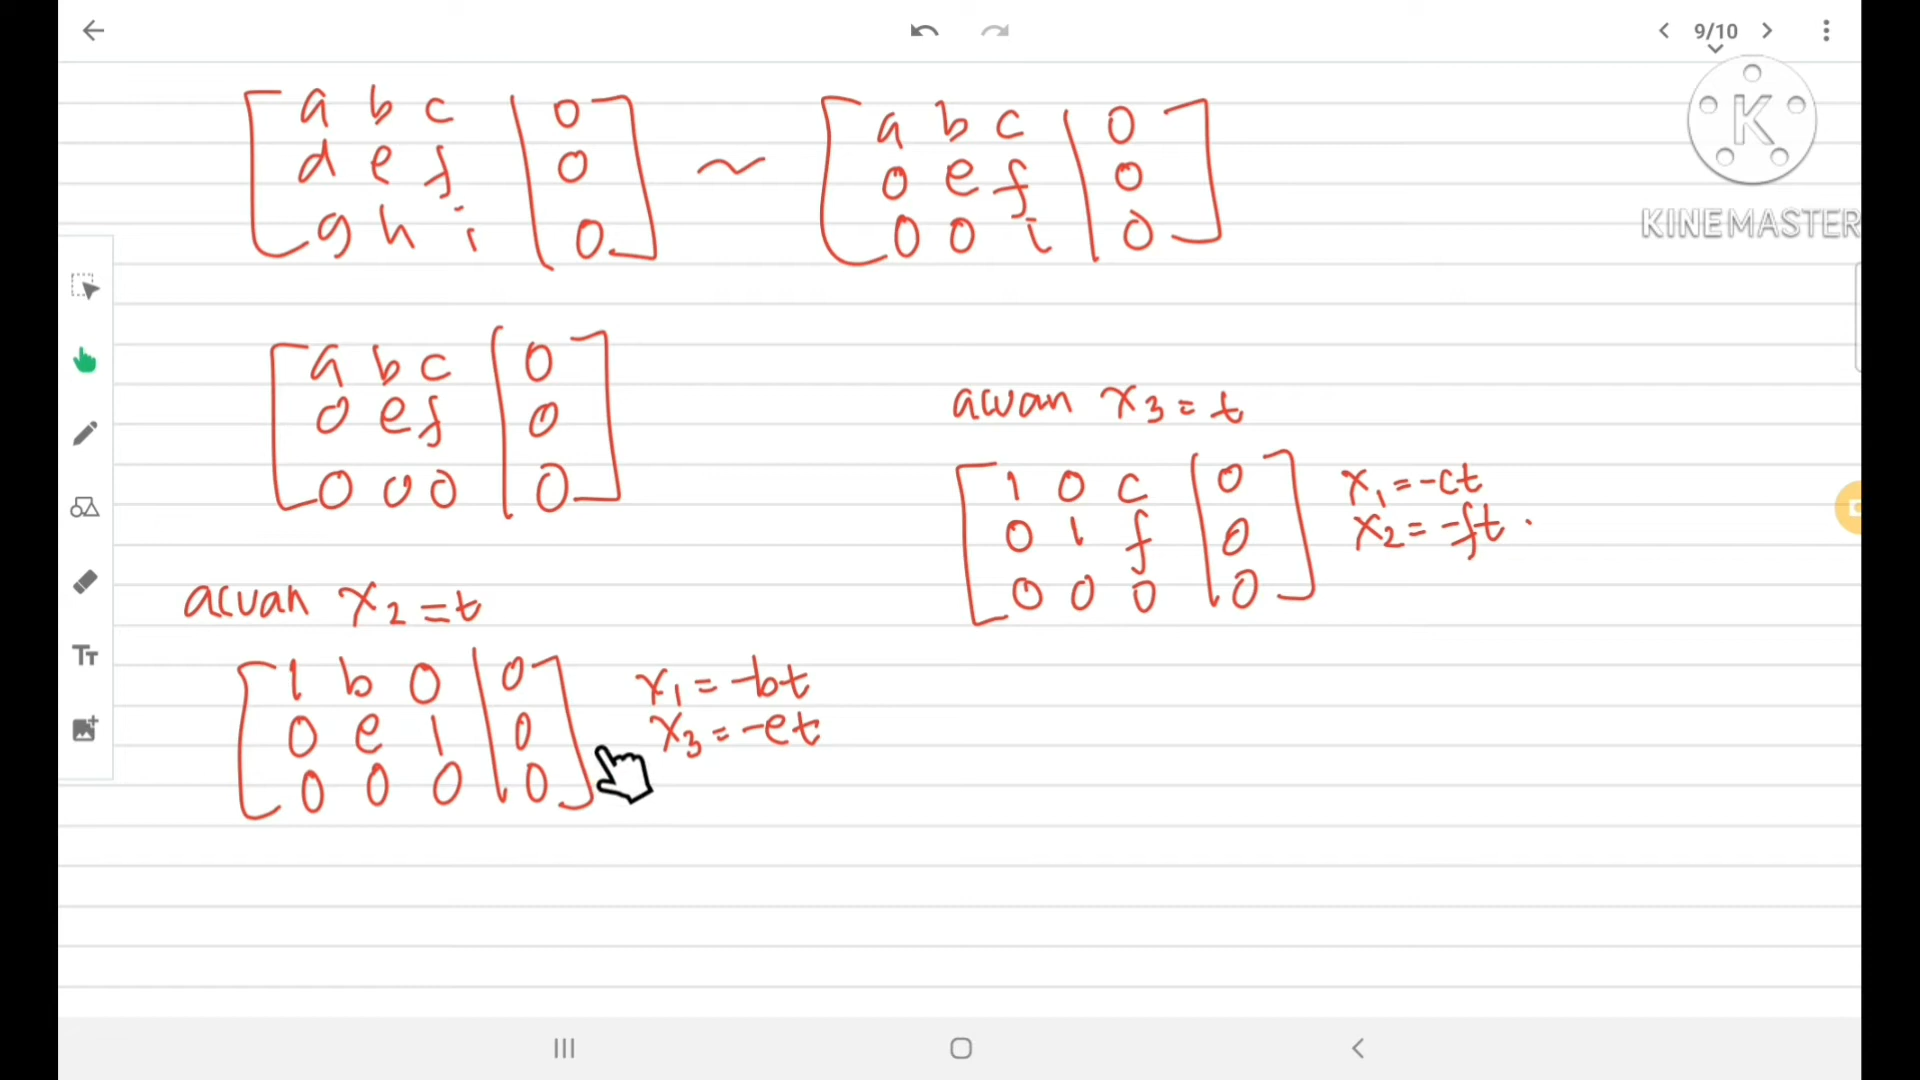 9/10
K
KINEMASTER
[ a b c | 0 ] ~ [ a b c | 0 ]
[ d e f | 0 ] [ 0 e f | 0 ]
[ g h i | 0 ] [ 0 0 i | 0 ]
[ a b c | 0 ]
[ 0 e f | 0 ]
[ 0 0 0 | 0 ]
acuan x₃ = t
[ 1 0 c | 0 ] x₁ = -ct
[ 0 1 f | 0 ] x₂ = -ft .
[ 0 0 0 | 0 ]
acuan x₂ = t
[ 1 b 0 | 0 ] x₁ = -bt
[ 0 e 1 | 0 ] x₃ = -et
[ 0 0 0 | 0 ]
Tт